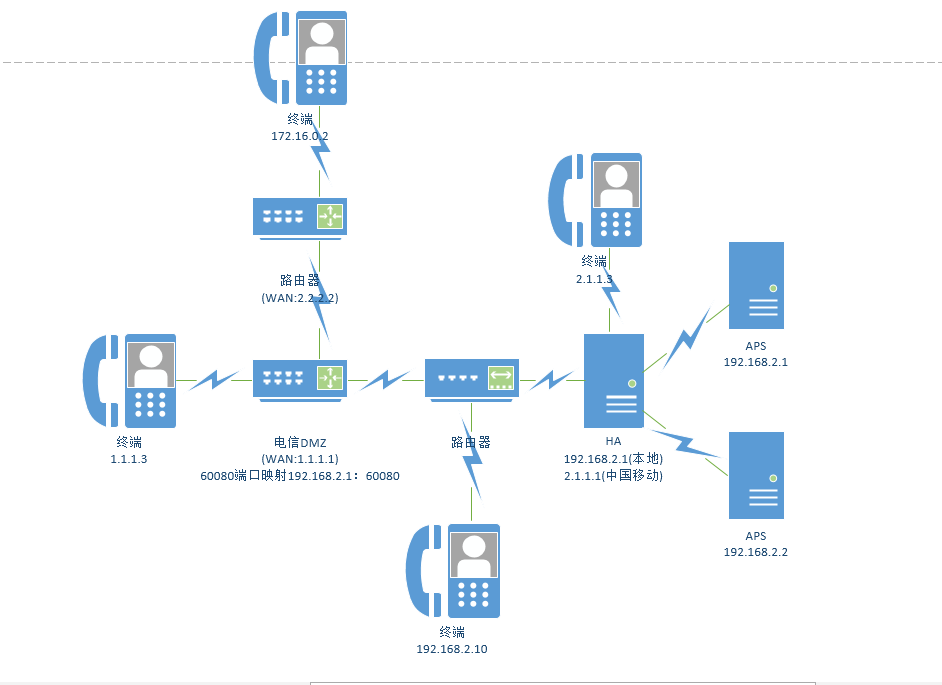 终端
172.16.0.2
终端
2.1.1.3
路由器
(WAN:2.2.2.2)
APS
192.168.2.1
终端
1.1.1.3
电信DMZ
(WAN:1.1.1.1)
60080端口映射192.168.2.1：60080
路由器
HA
192.168.2.1(本地)
2.1.1.1(中国移动)
APS
192.168.2.2
终端
192.168.2.10